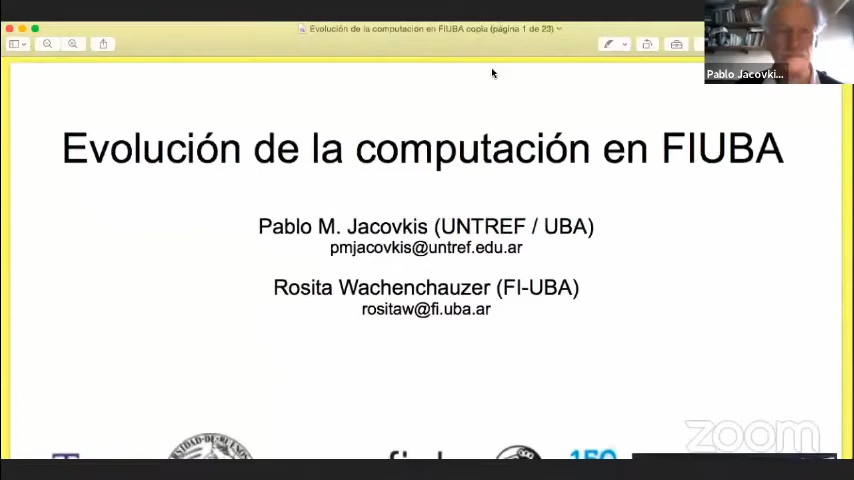 Evolución de la computación en FIUBA copia (página 1 de 23)
Pablo Jacovki...
Evolución de la computación en FIUBA
Pablo M. Jacovkis (UNTREF / UBA)
pmjacovkis@untref.edu.ar
Rosita Wachenchauzer (FI-UBA)
rositaw@fi.uba.ar
150
zoom